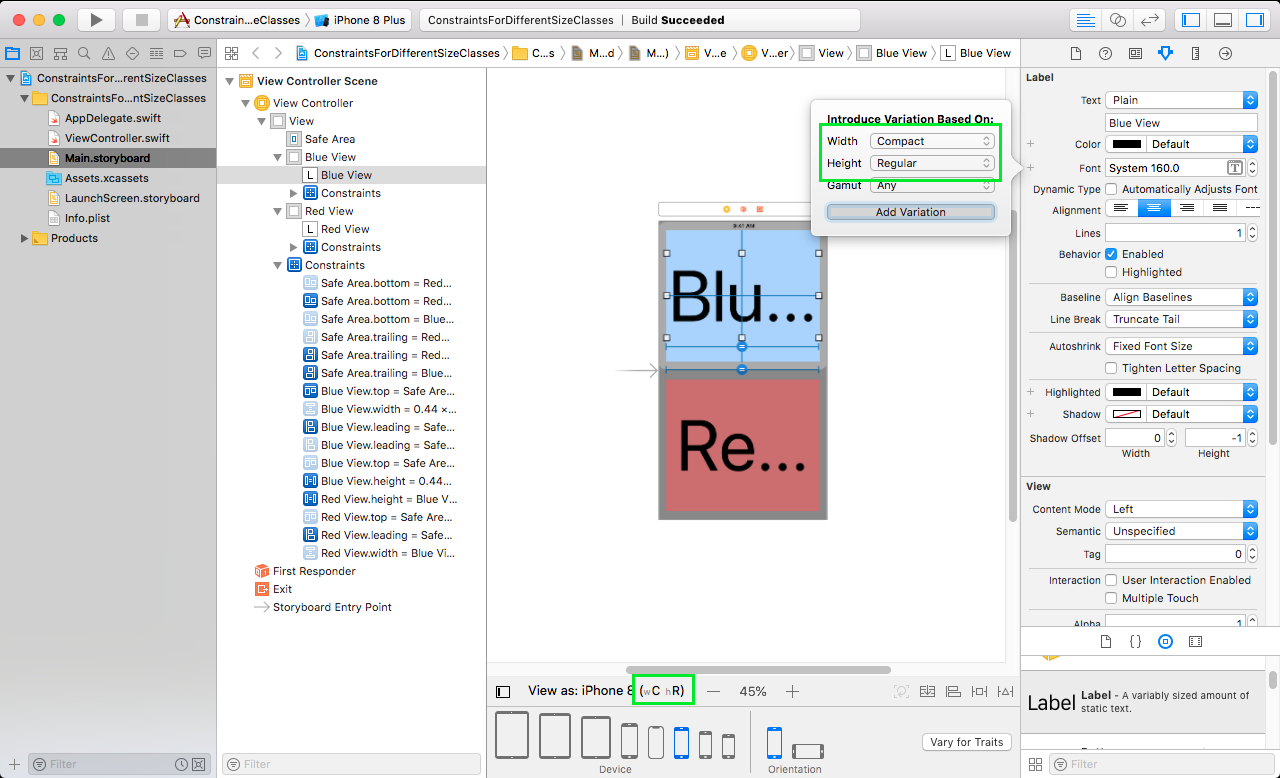 Constrain...eClasses
iPhone 8 Plus
ConstraintsForDifferentSizeClasses | Build Succeeded
ConstraintsForDifferentSizeClasses
C...s
M...d
M...)
V...e
V...er
View
Blue View
L Blue View
ConstraintsFor...rentSizeClasses
ConstraintsFo...ntSizeClasses
AppDelegate.swift
ViewController.swift
Main.storyboard
Assets.xcassets
LaunchScreen.storyboard
Info.plist
Products
Filter
View Controller Scene
View Controller
View
Safe Area
Blue View
L Blue View
Constraints
Red View
L Red View
Constraints
Constraints
Safe Area.bottom = Red...
Safe Area.bottom = Red...
Safe Area.bottom = Blue...
Safe Area.trailing = Red...
Safe Area.trailing = Red...
Safe Area.trailing = Blue...
Blue View.top = Safe Are...
Blue View.width = 0.44 ×...
Blue View.leading = Safe...
Blue View.leading = Safe...
Blue View.top = Safe Are...
Blue View.height = 0.44...
Red View.height = Blue V...
Red View.top = Safe Are...
Red View.leading = Safe...
Red View.width = Blue Vi...
First Responder
Exit
Storyboard Entry Point
Filter
Introduce Variation Based On:
Width Compact
Height Regular
Gamut Any
Add Variation
9:41 AM
Blu...
Re...
View as: iPhone 8 (wC hR)
45%
Device
Orientation
Vary for Traits
Label
Text Plain
Blue View
+ Color Default
+ Font System 160.0 T
Dynamic Type Automatically Adjusts Font
Alignment
Lines 1
Behavior Enabled
Highlighted
Baseline Align Baselines
Line Break Truncate Tail
Autoshrink Fixed Font Size
Tighten Letter Spacing
+ Highlighted Default
+ Shadow Default
Shadow Offset 0 -1
Width Height
View
Content Mode Left
Semantic Unspecified
Tag 0
Interaction User Interaction Enabled
Multiple Touch
Alpha 1
{ }
Label Label - A variably sized amount of
static text.
Filter